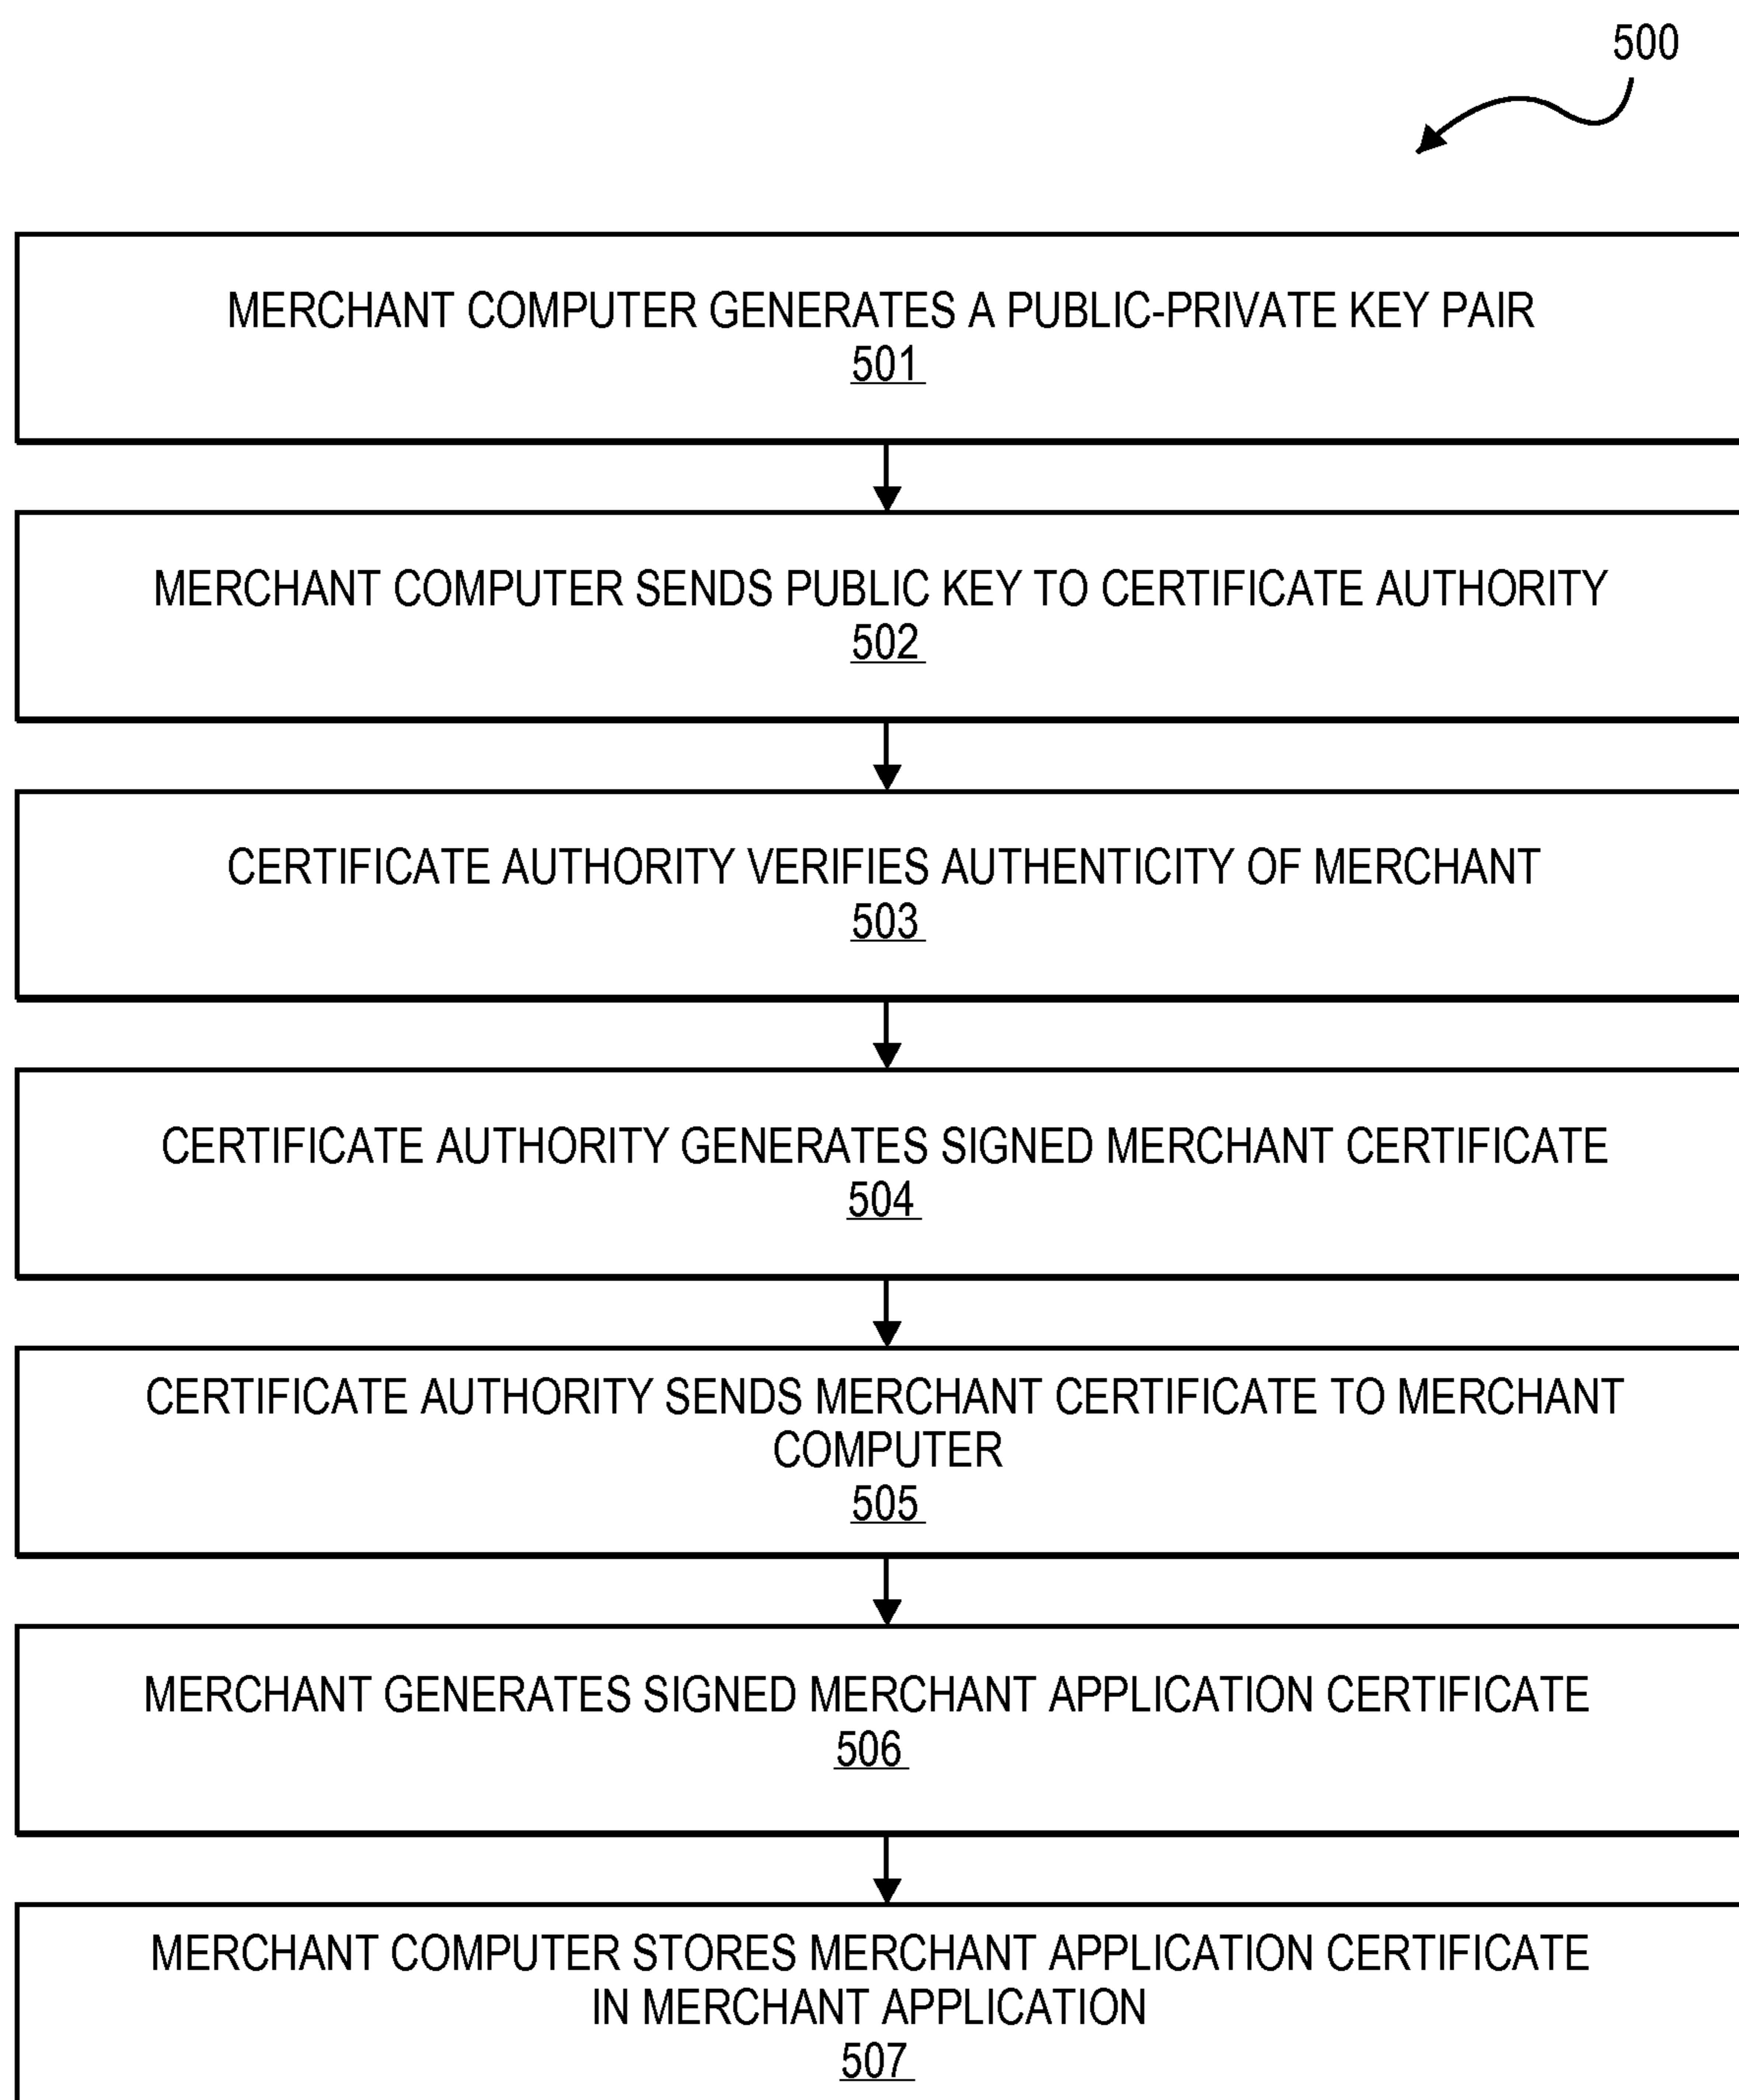 500
MERCHANT COMPUTER GENERATES A PUBLIC-PRIVATE KEY PAIR
501
MERCHANT COMPUTER SENDS PUBLIC KEY TO CERTIFICATE AUTHORITY
502
CERTIFICATE AUTHORITY VERIFIES AUTHENTICITY OF MERCHANT
503
CERTIFICATE AUTHORITY GENERATES SIGNED MERCHANT CERTIFICATE
504
CERTIFICATE AUTHORITY SENDS MERCHANT CERTIFICATE TO MERCHANT
COMPUTER
505
MERCHANT GENERATES SIGNED MERCHANT APPLICATION CERTIFICATE
506
MERCHANT COMPUTER STORES MERCHANT APPLICATION CERTIFICATE
IN MERCHANT APPLICATION
507